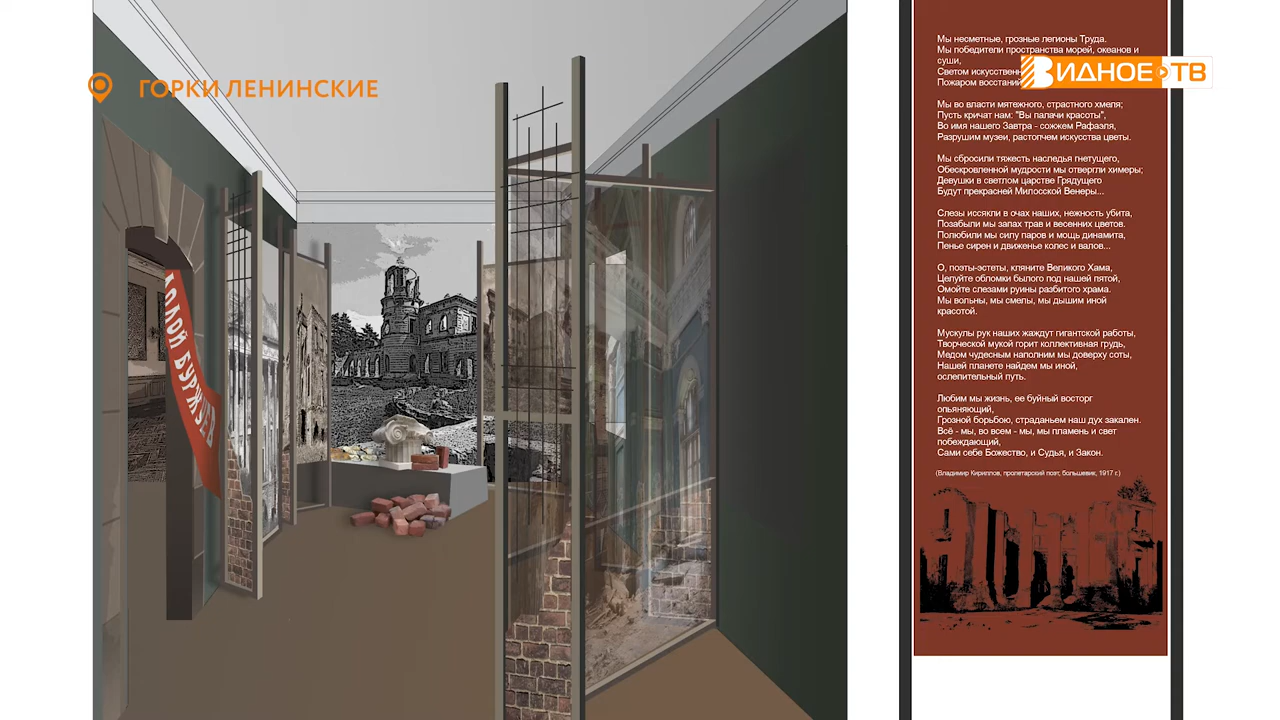 ГОРКИ ЛЕНИНСКИЕ
ДОЛОЙ БУРЖУЕВ
ВИДНОЕ ТВ
Мы несметные, грозные легионы Труда.
Мы победители пространства морей, океанов и
суши,
Светом искусственн
Пожаром восстаний
Мы во власти мятежного, страстного хмеля;
Пусть кричат нам: "Вы палачи красоты",
Во имя нашего Завтра - сожжем Рафаэля,
Разрушим музеи, растопчем искусства цветы.
Мы сбросили тяжесть наследья гнетущего,
Обескровленной мудрости мы отвергли химеры;
Девушки в светлом царстве Грядущего
Будут прекрасней Милосской Венеры...
Слезы иссякли в очах наших, нежность убита,
Позабыли мы запах трав и весенних цветов.
Полюбили мы силу паров и мощь динамита,
Пенье сирен и движенье колес и валов...
О, поэты-эстеты, кляните Великого Хама,
Целуйте обломки былого под нашей пятой,
Омойте слезами руины разбитого храма.
Мы вольны, мы смелы, мы дышим иной
красотой.
Мускулы рук наших жаждут гигантской работы,
Творческой мукой горит коллективная грудь,
Медом чудесным наполним мы доверху соты,
Нашей планете найдем мы иной,
ослепительный путь.
Любим мы жизнь, ее буйный восторг
опьяняющий,
Грозной борьбою, страданьем наш дух закален.
Всё - мы, во всем - мы, мы пламень и свет
побеждающий,
Сами себе Божество, и Судья, и Закон.
(Владимир Кириллов, пролетарский поэт, большевик, 1917 г.)